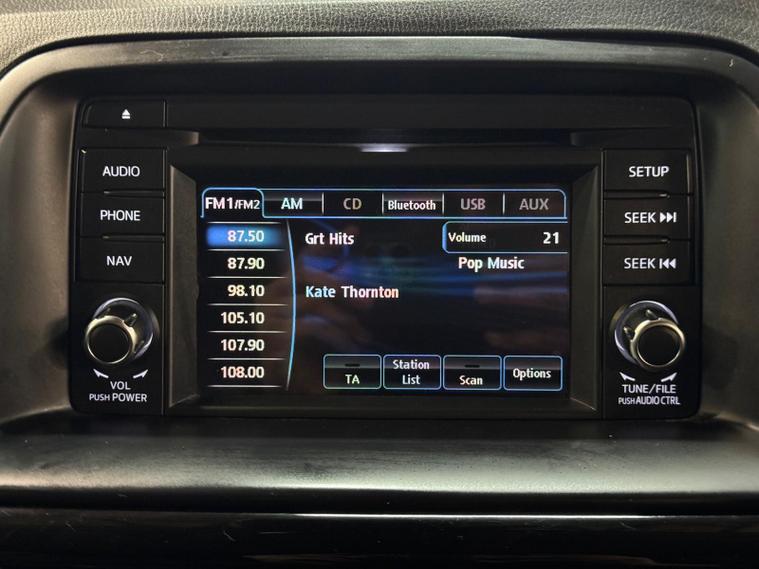 AUDIO
PHONE
NAV
VOL
PUSH POWER
FM1/FM2 AM CD Bluetooth USB AUX
87.50
87.90
98.10
105.10
107.90
108.00
Grt Hits
Volume 21
Pop Music
Kate Thornton
TA
Station
List
Scan
Options
SETUP
SEEK
SEEK
TUNE/FILE
PUSH AUDIO CTRL